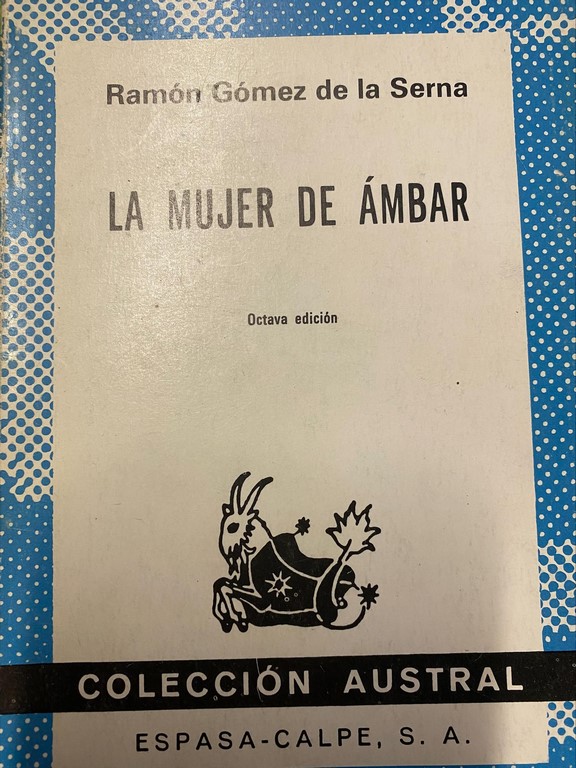 Ramón Gómez de la Serna
LA MUJER DE ÁMBAR
Octava edición
COLECCIÓN AUSTRAL
ESPASA-CALPE, S. A.